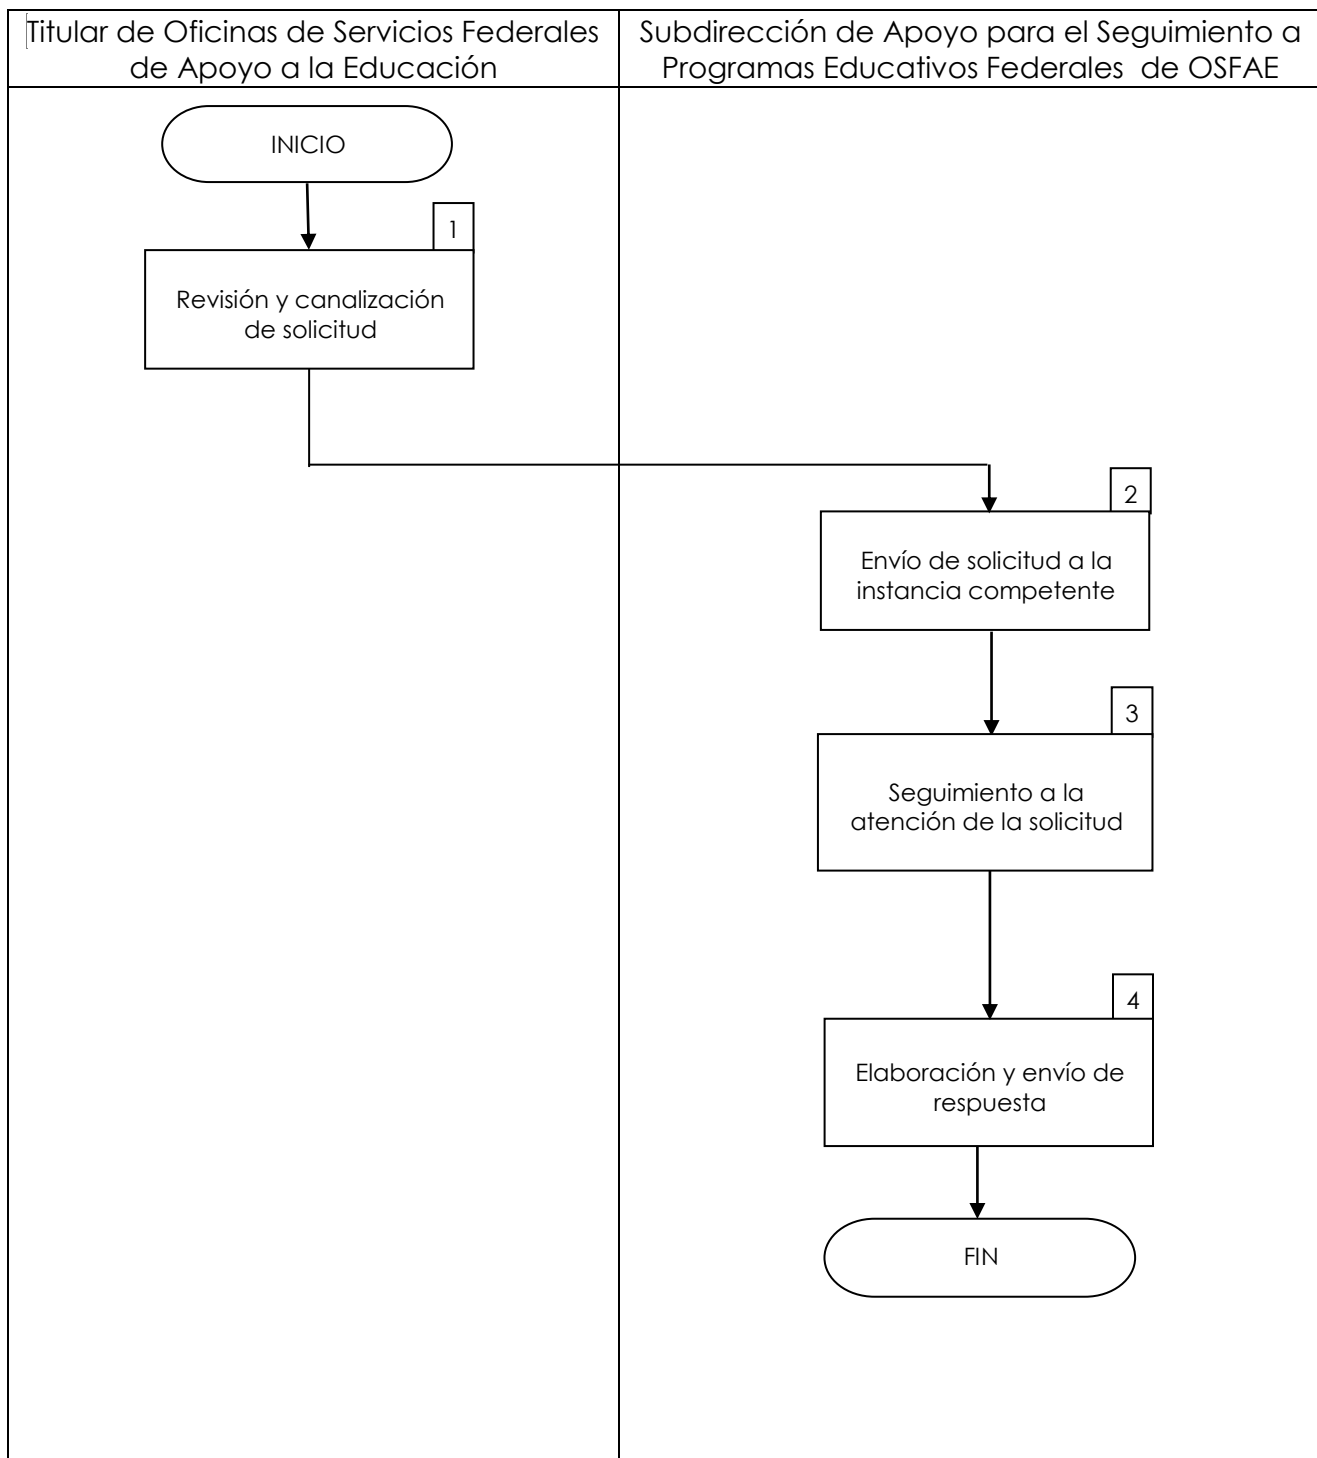 Titular de Oficinas de Servicios Federales
de Apoyo a la Educación
Subdirección de Apoyo para el Seguimiento a
Programas Educativos Federales de OSFAE
INICIO
1
Revisión y canalización
de solicitud
2
Envío de solicitud a la
instancia competente
3
Seguimiento a la
atención de la solicitud
4
Elaboración y envío de
respuesta
FIN